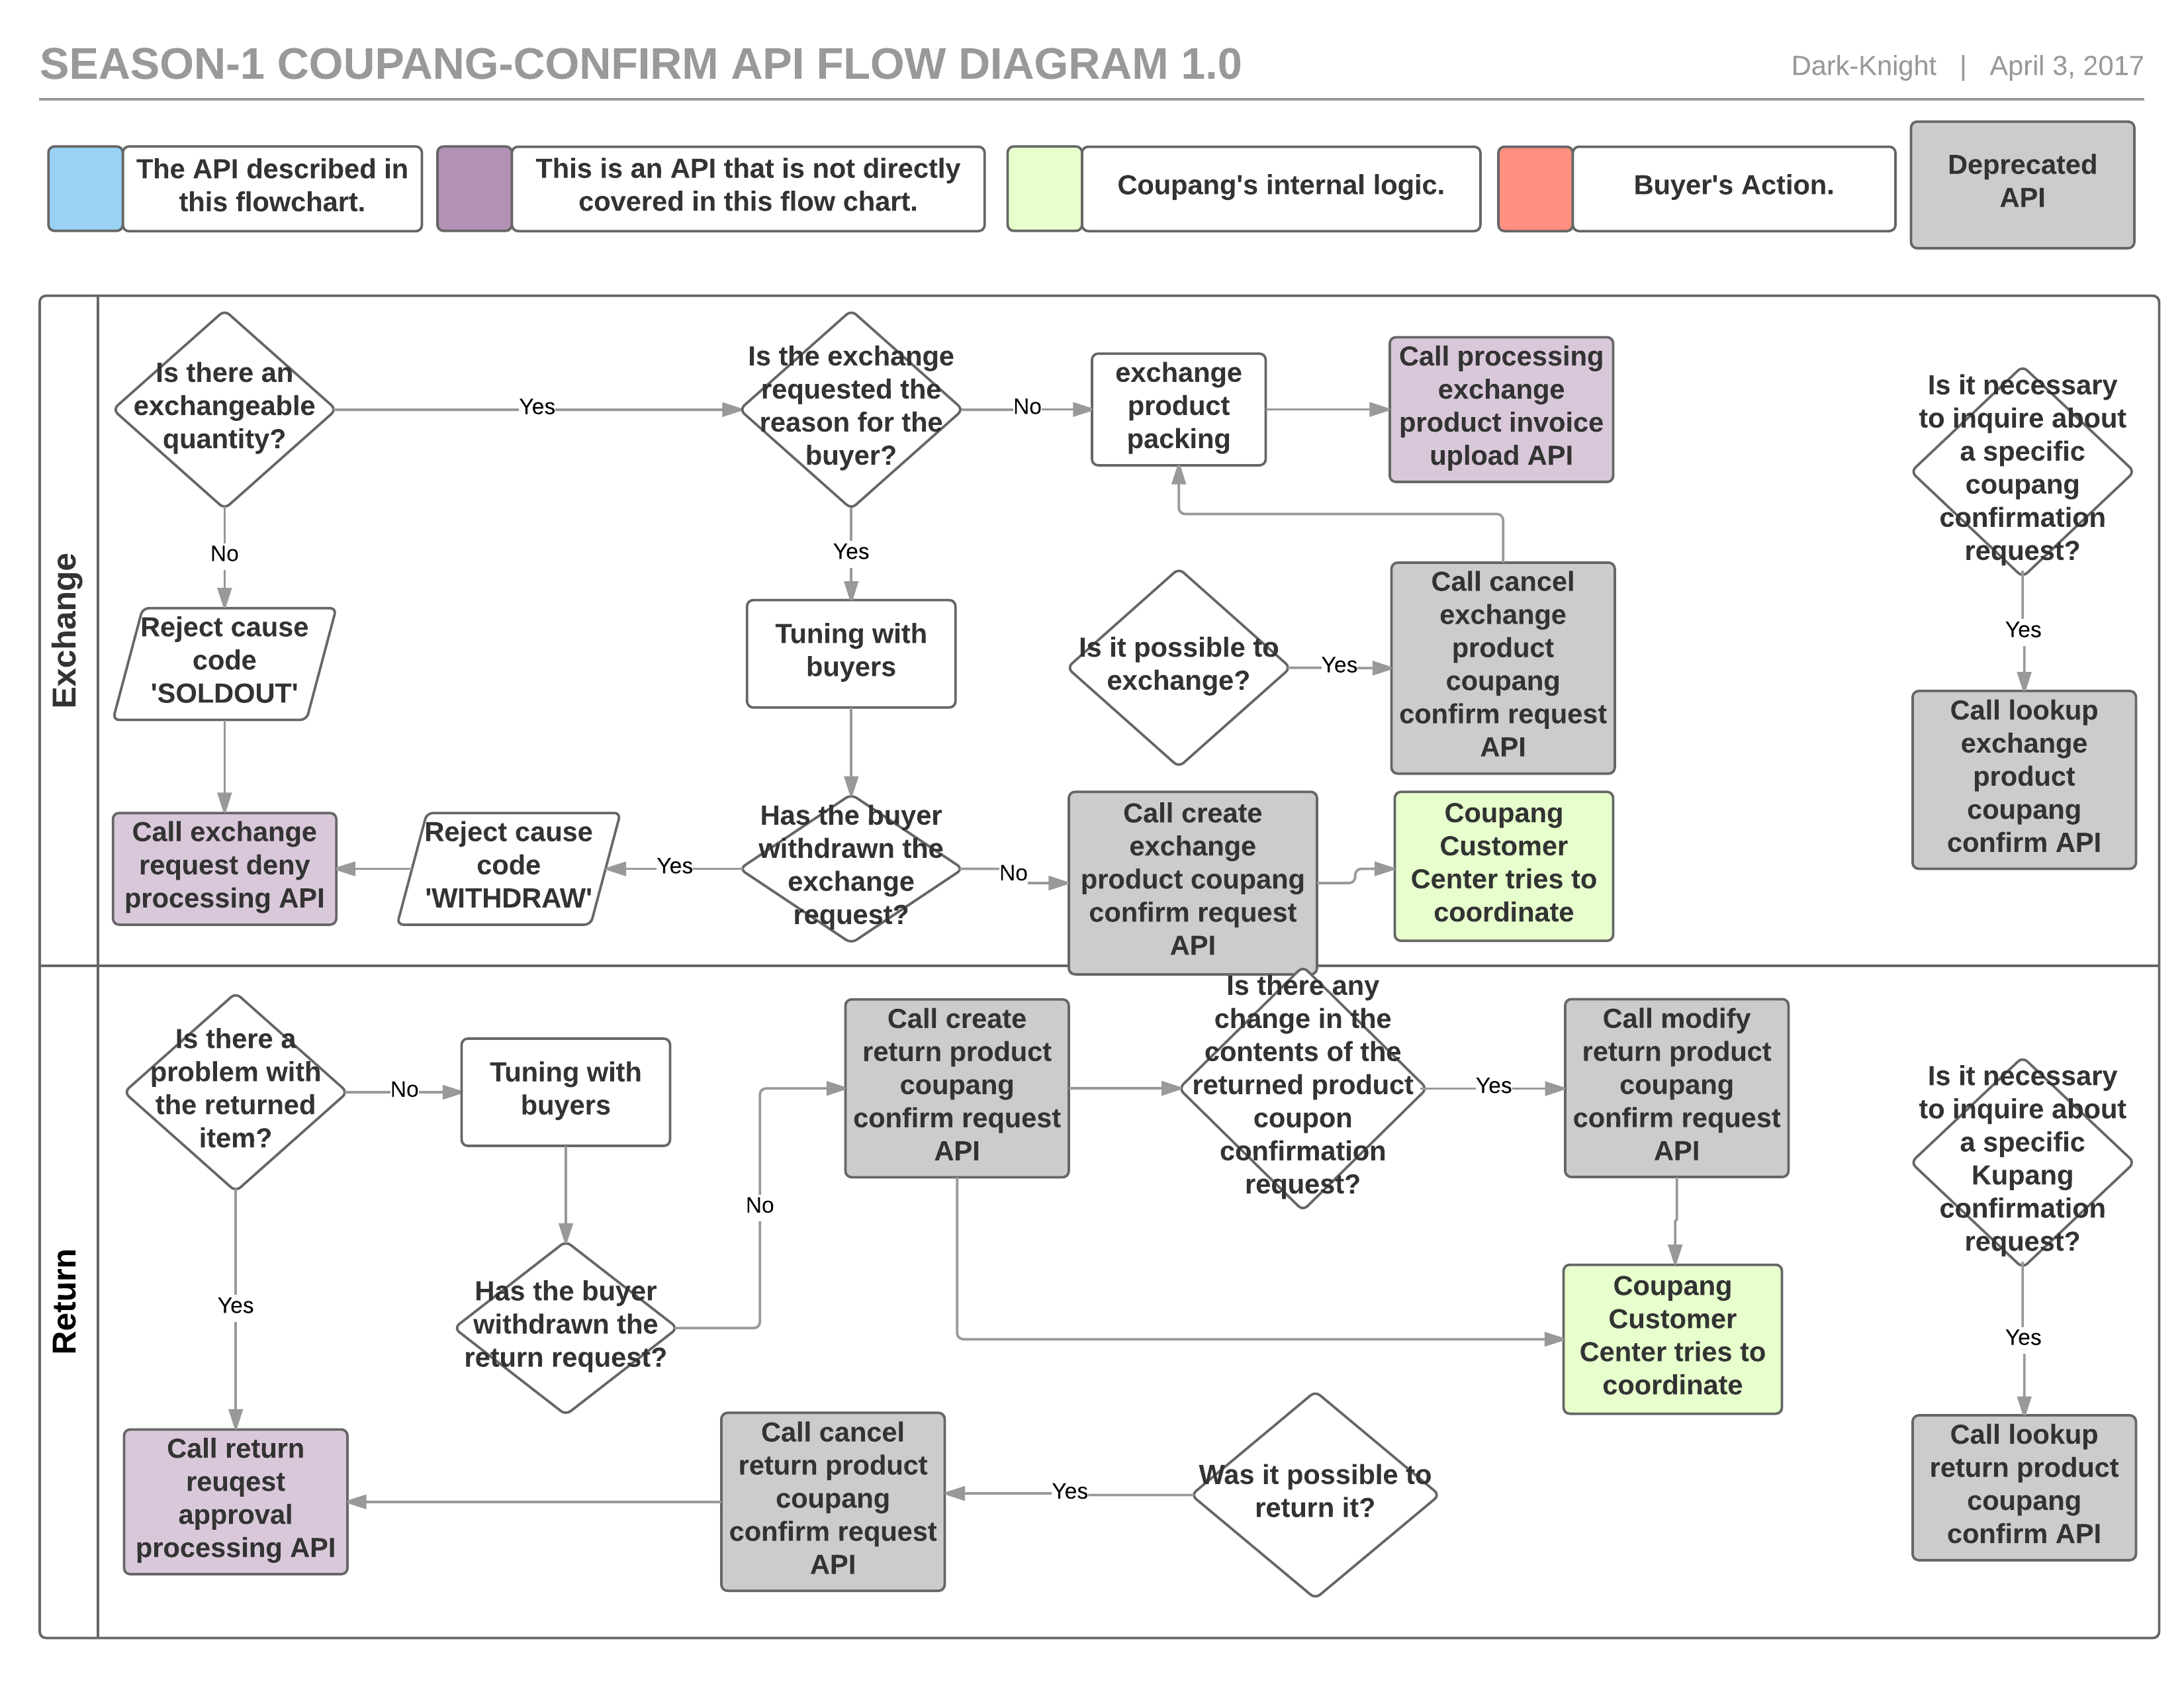 SEASON-1 COUPANG-CONFIRM API FLOW DIAGRAM 1.0
Dark-Knight | April 3, 2017
The API described in
this flowchart.
This is an API that is not directly
covered in this flow chart.
Coupang's internal logic.
Buyer's Action.
Deprecated
API
Exchange
Is there an
exchangeable
quantity?
Yes
Is the exchange
requested the
reason for the
buyer?
No
exchange
product
packing
Call processing
exchange
product invoice
upload API
Is it necessary
to inquire about
a specific
coupang
confirmation
request?
No
Yes
Reject cause
code
'SOLDOUT'
Tuning with
buyers
Is it possible to
exchange?
Yes
Call cancel
exchange
product
coupang
confirm request
API
Yes
Call lookup
exchange
product
coupang
confirm API
Call exchange
request deny
processing API
Reject cause
code
'WITHDRAW'
Yes
Has the buyer
withdrawn the
exchange
request?
No
Call create
exchange
product coupang
confirm request
API
Coupang
Customer
Center tries to
coordinate
Return
Is there a
problem with
the returned
item?
No
Tuning with
buyers
Call create
return product
coupang
confirm request
API
Is there any
change in the
contents of the
returned product
coupon
confirmation
request?
Yes
Call modify
return product
coupang
confirm request
API
Is it necessary
to inquire about
a specific
Kupang
confirmation
request?
No
Yes
Has the buyer
withdrawn the
return request?
Coupang
Customer
Center tries to
coordinate
Yes
Call return
reuqest
approval
processing API
Call cancel
return product
coupang
confirm request
API
Yes
Was it possible to
return it?
Call lookup
return product
coupang
confirm API